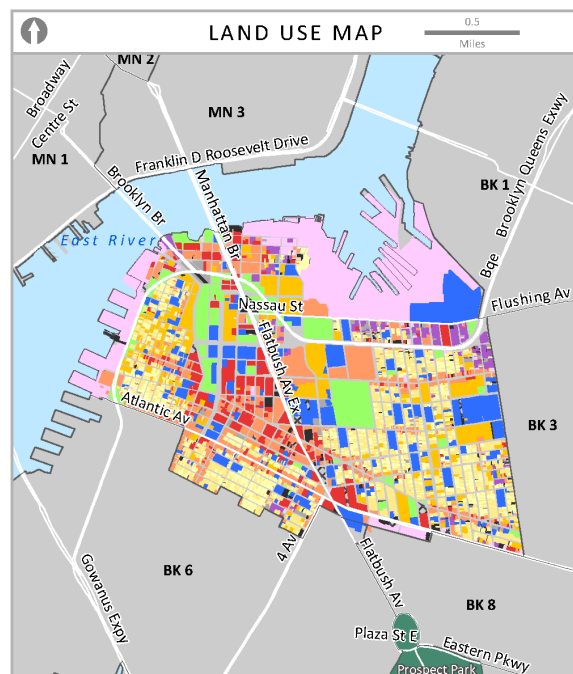 LAND USE MAP
0.5
Miles
MN 2
Broadway
Centre St
MN 3
MN 1
Franklin D Roosevelt Drive
Brooklyn Br
Manhattan Br
BK 1
Brooklyn Queens Exwy
Bqe
East River
Nassau St
Flushing Av
Flatbush Av Ex
Atlantic Av
BK 3
4 Av
Flatbush Av
Gowanus Expy
BK 6
BK 8
Plaza St E
Eastern Pkwy
Prospect Park